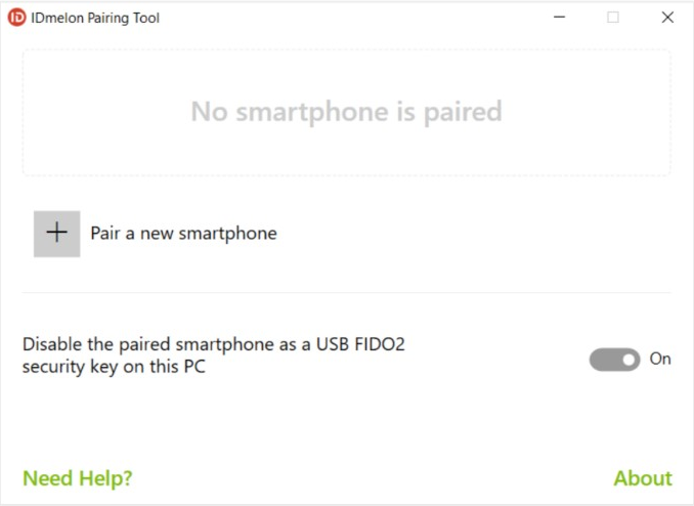 ID IDmelon Pairing Tool
No smartphone is paired
Pair a new smartphone
Disable the paired smartphone as a USB FIDO2
security key on this PC
On
Need Help?
About